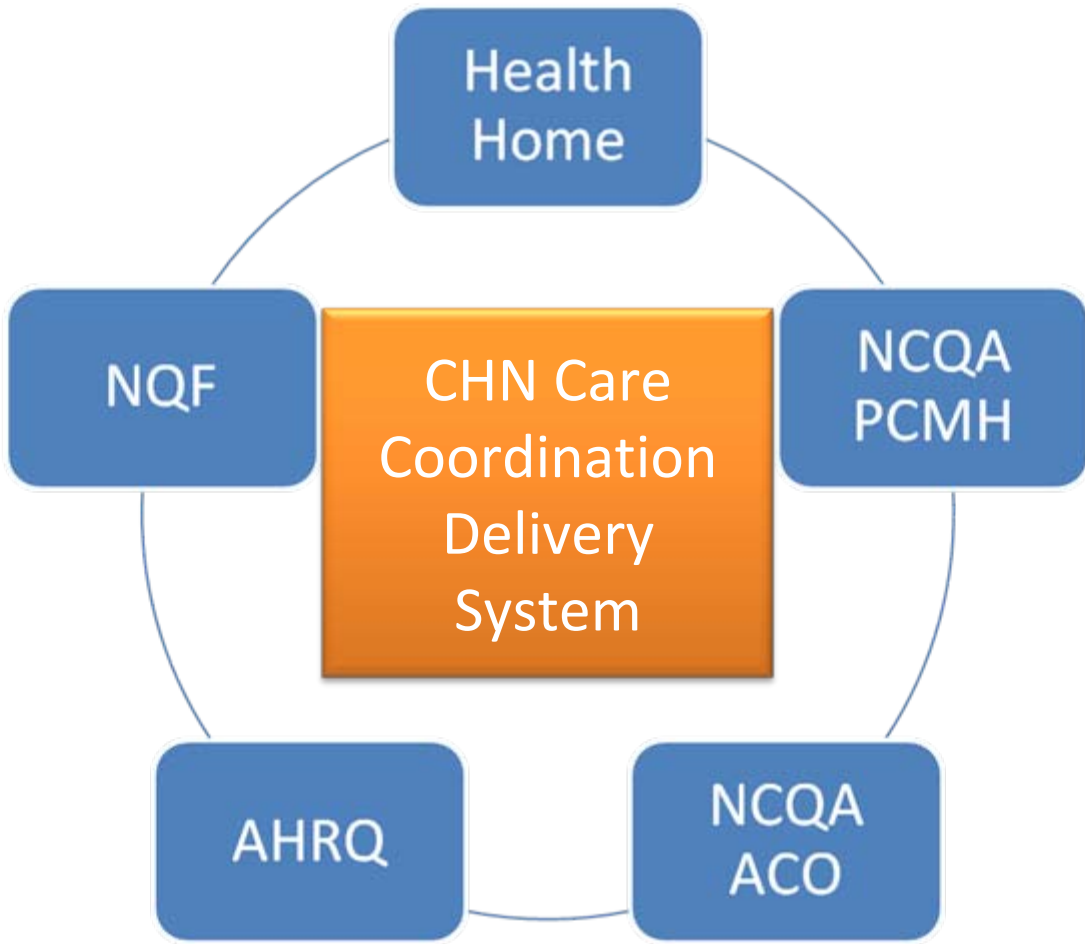 Health
Home
NQF
CHN Care
Coordination
Delivery
System
NCQA
PCMH
AHRQ
NCQA
ACO